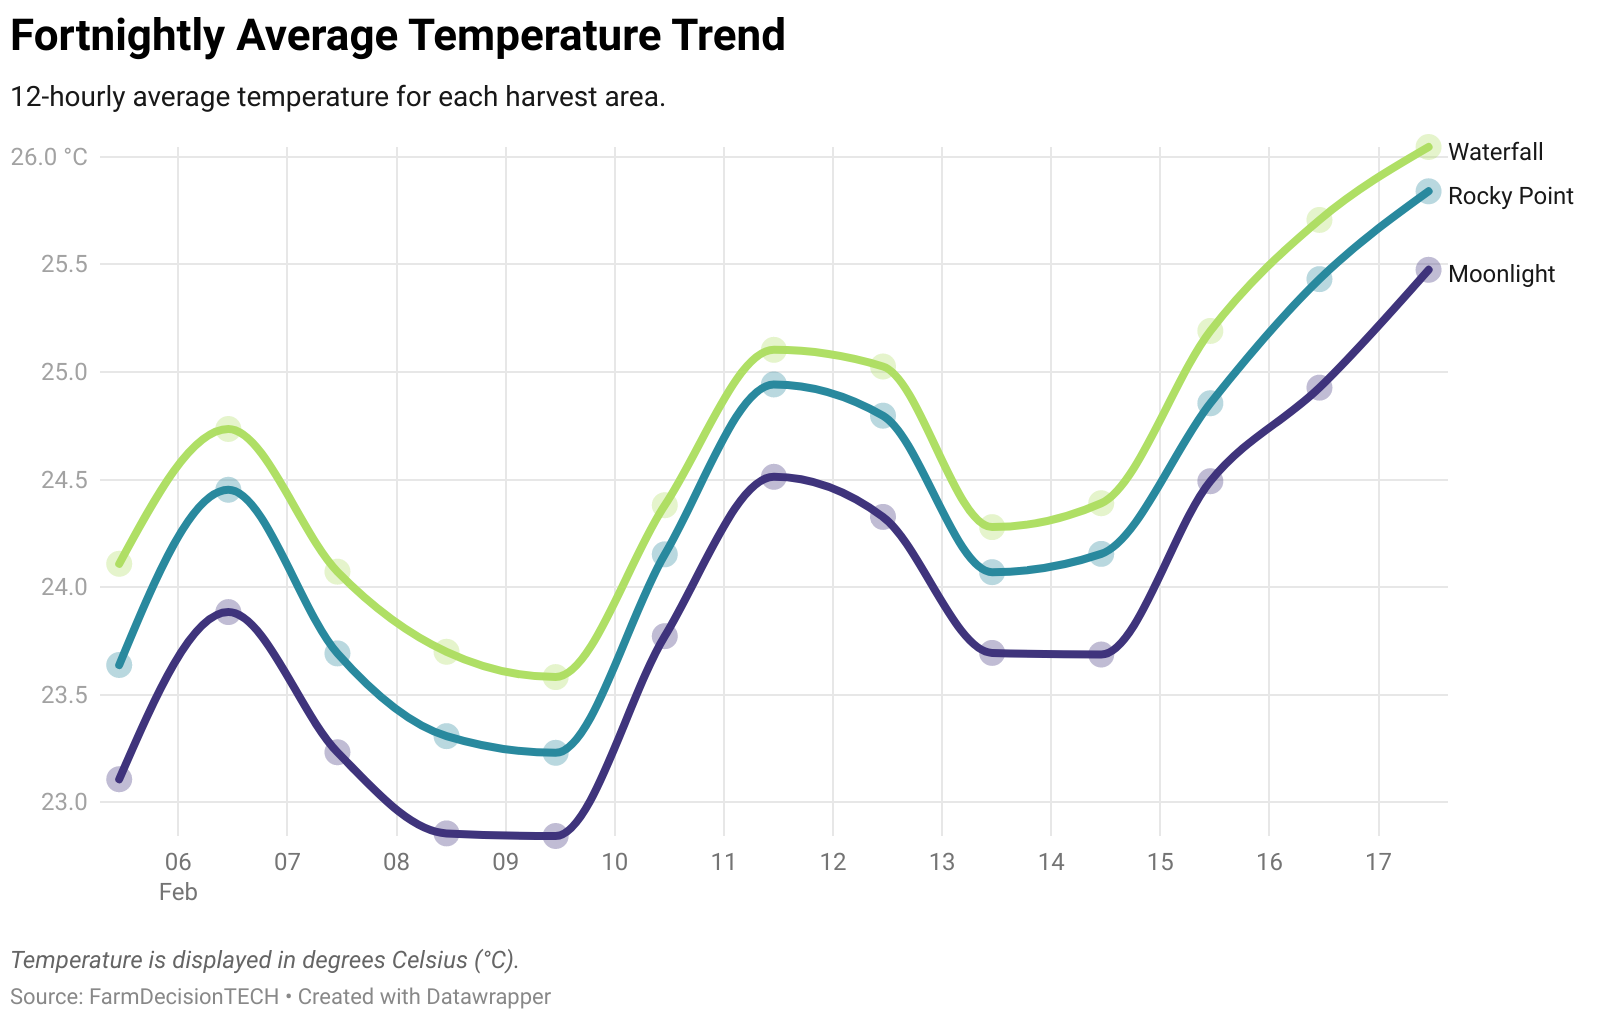 Fortnightly Average Temperature Trend
12-hourly average temperature for each harvest area.
26.0 °C
25.5
25.0
24.5
24.0
23.5
23.0
Waterfall
Rocky Point
Moonlight
06 07 08 09 10 11 12 13 14 15 16 17
Feb
Temperature is displayed in degrees Celsius (°C).
Source: FarmDecisionTECH • Created with Datawrapper